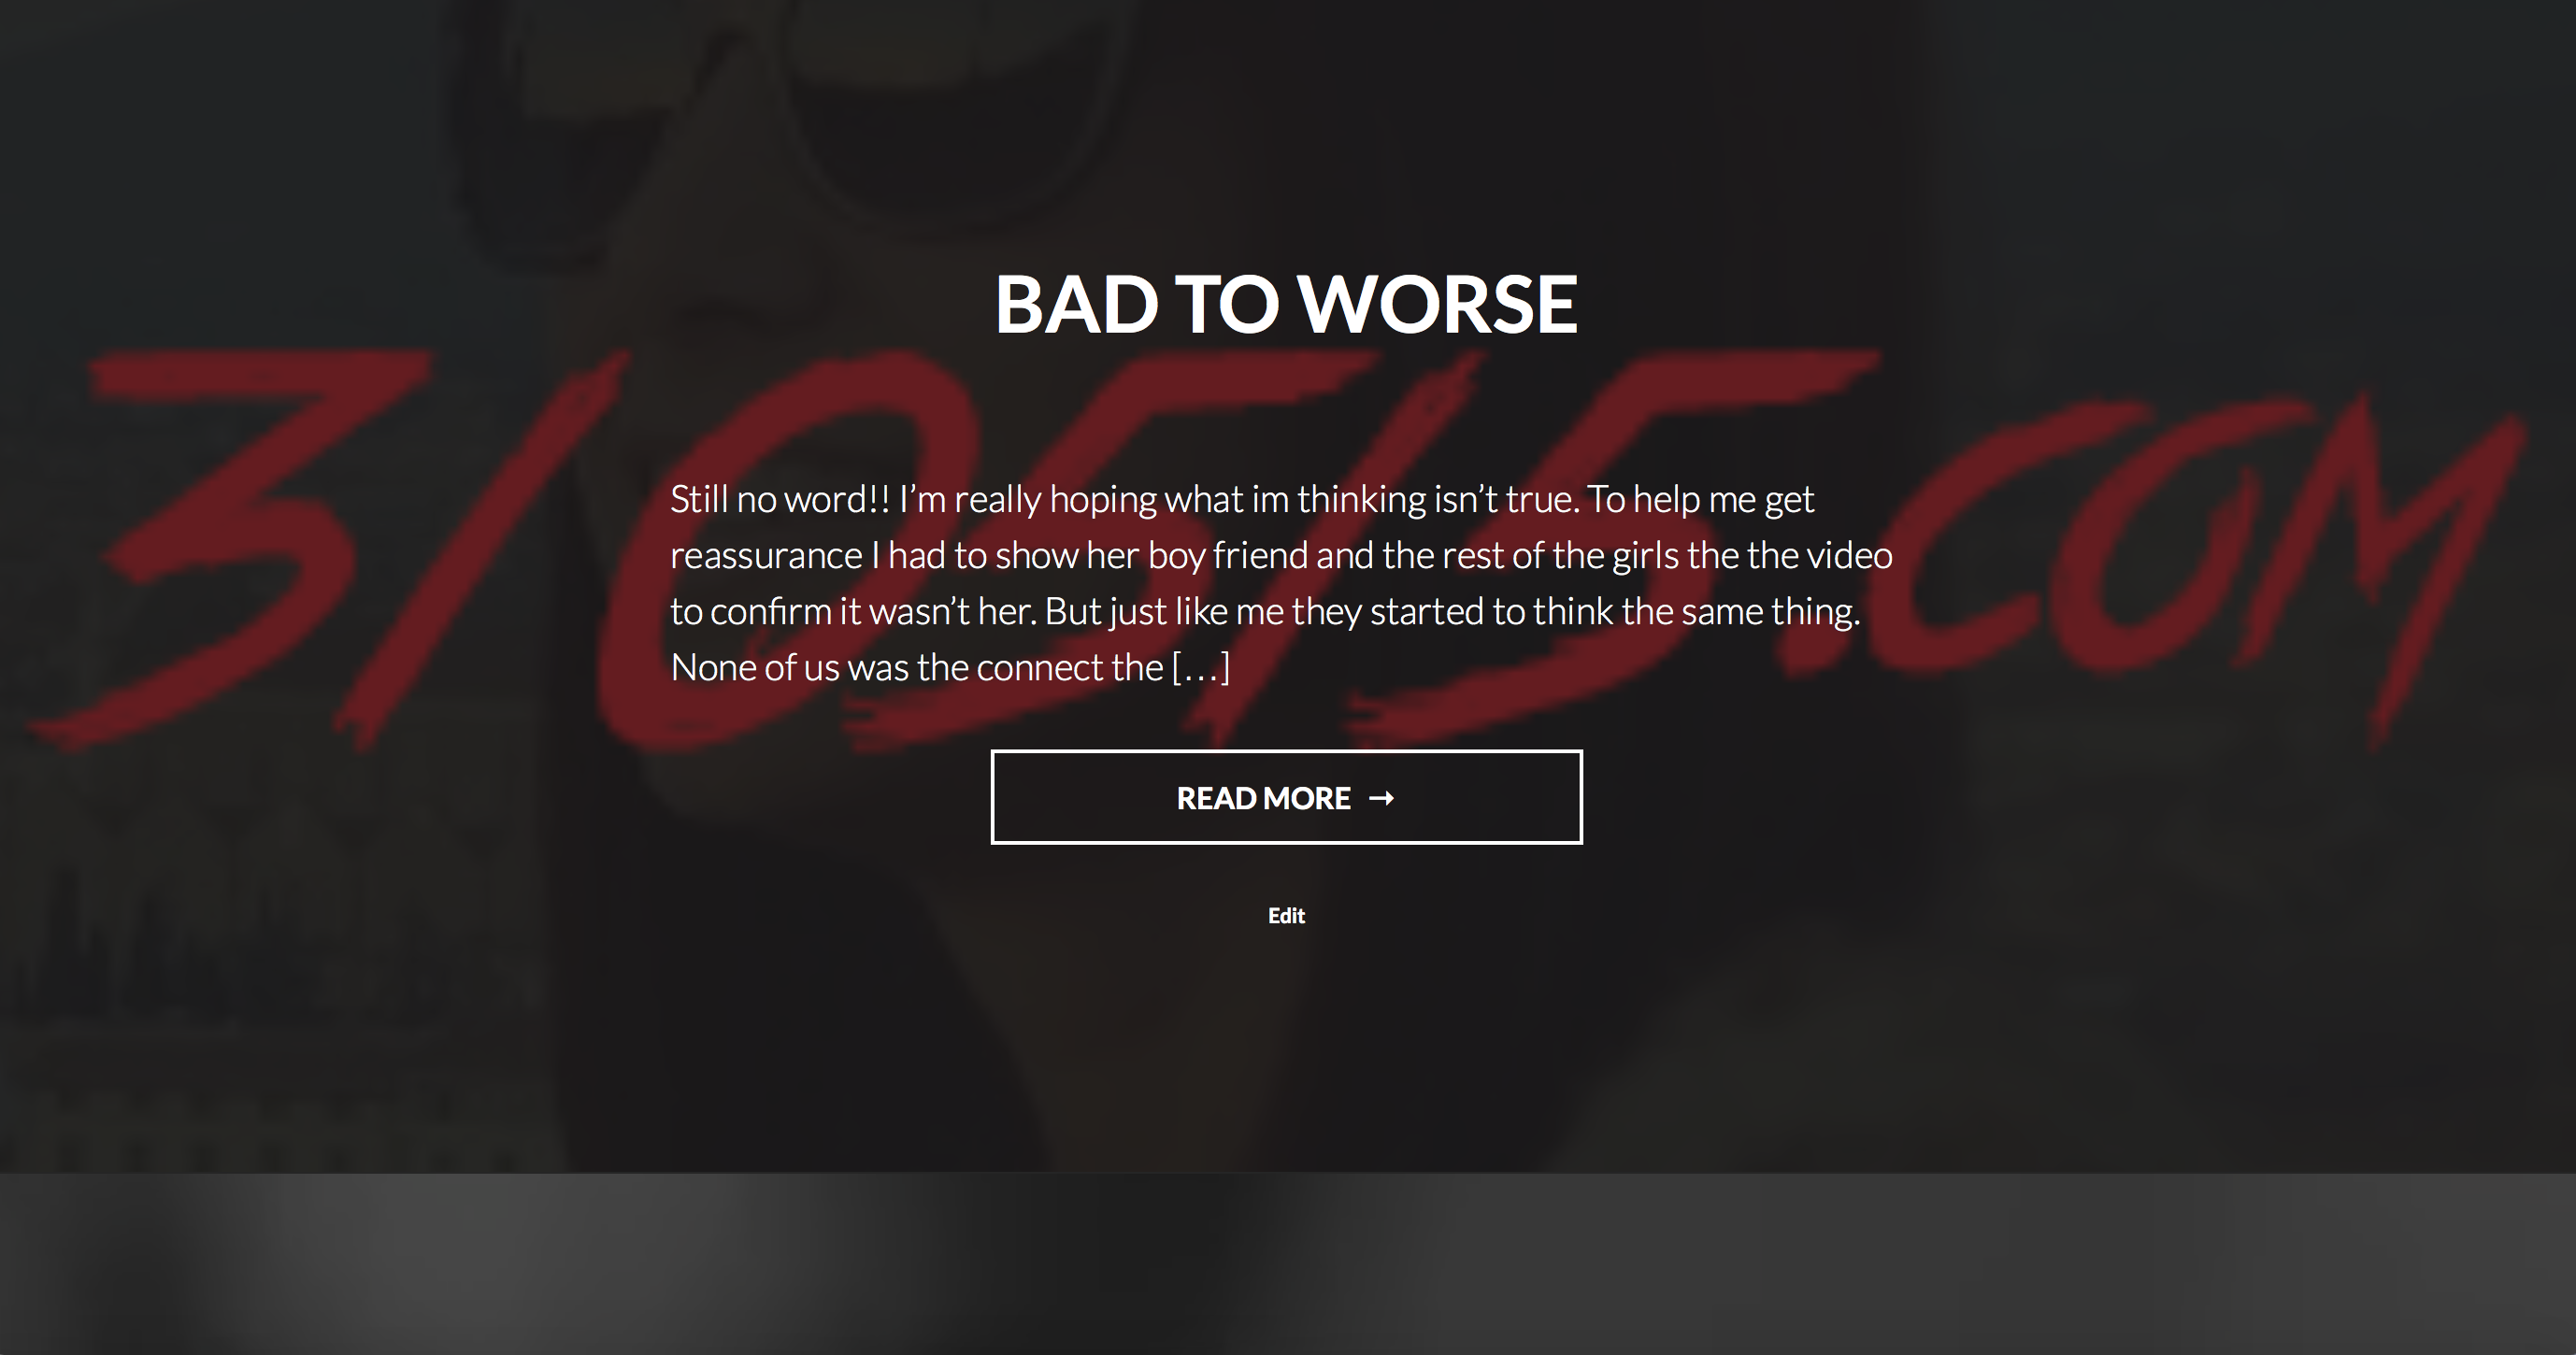 BAD TO WORSE
31/05/15.COM
Still no word!! I’m really hoping what im thinking isn’t true. To help me get
reassurance I had to show her boy friend and the rest of the girls the the video
to confirm it wasn’t her. But just like me they started to think the same thing.
None of us was the connect the […]
READ MORE →
Edit